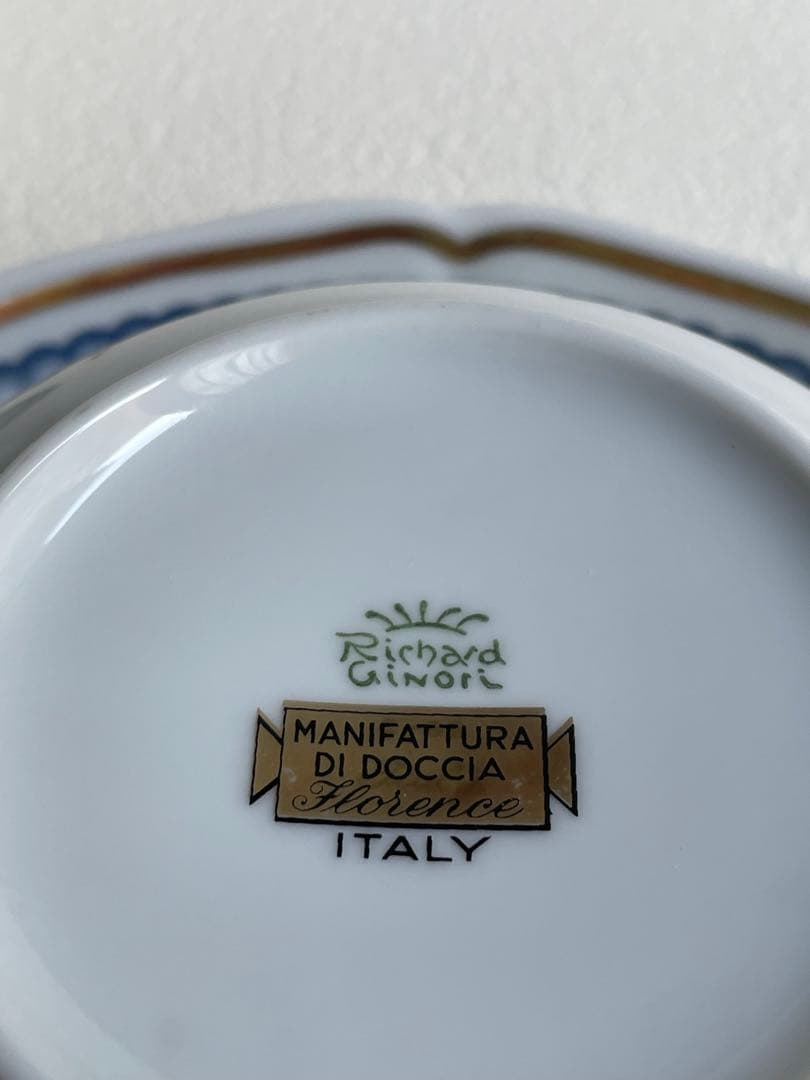 Richard
Ginori
MANIFATTURA
DI DOCCIA
Florence
ITALY